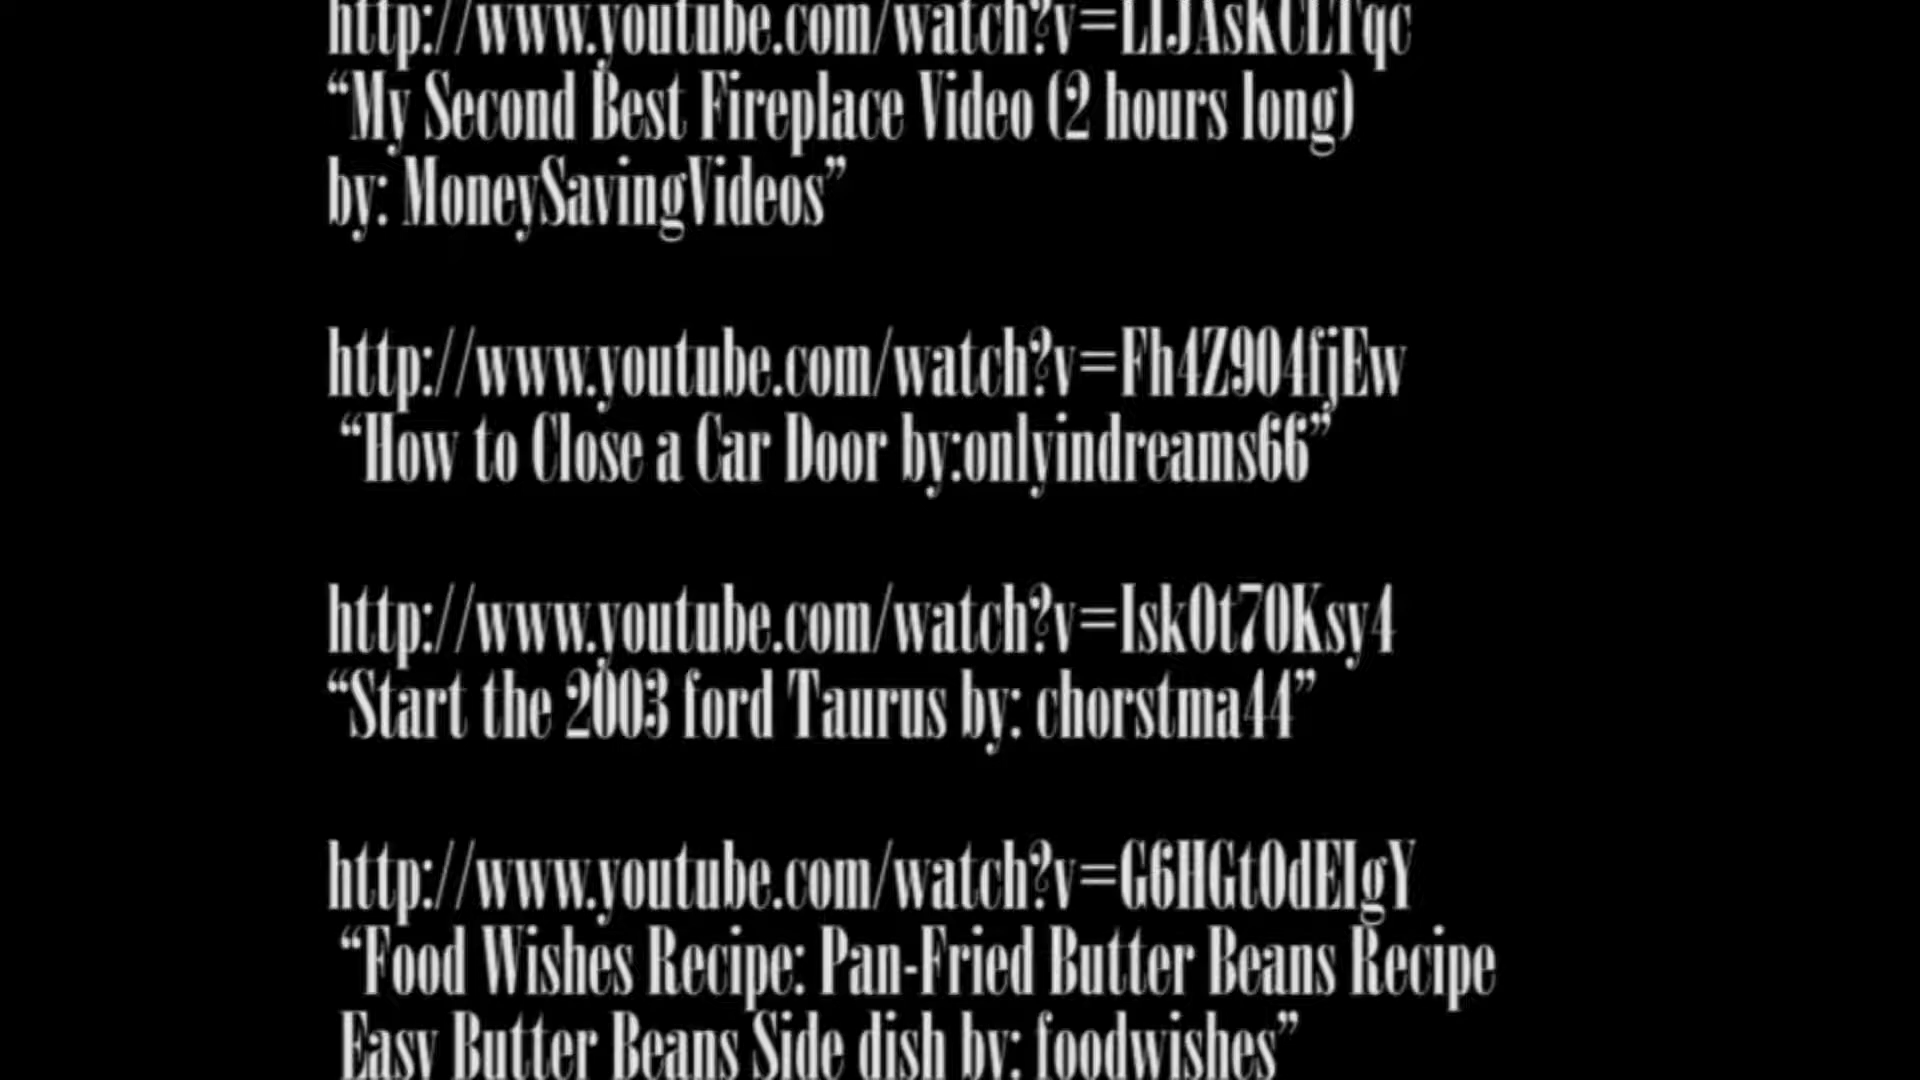 http://www.youtube.com/watch?v=LIJAsKCLTqc
“My Second Best Fireplace Video (2 hours long)
by: MoneySavingVideos”
http://www.youtube.com/watch?v=Fh4Z904fjEw
“How to Close a Car Door by:onlyindreams66”
http://www.youtube.com/watch?v=IskOt70Ksy4
“Start the 2003 ford Taurus by: chorstma44”
http://www.youtube.com/watch?v=G6HGtOdEIgY
“Food Wishes Recipe: Pan-Fried Butter Beans Recipe
Easy Butter Beans Side dish by: foodwishes”